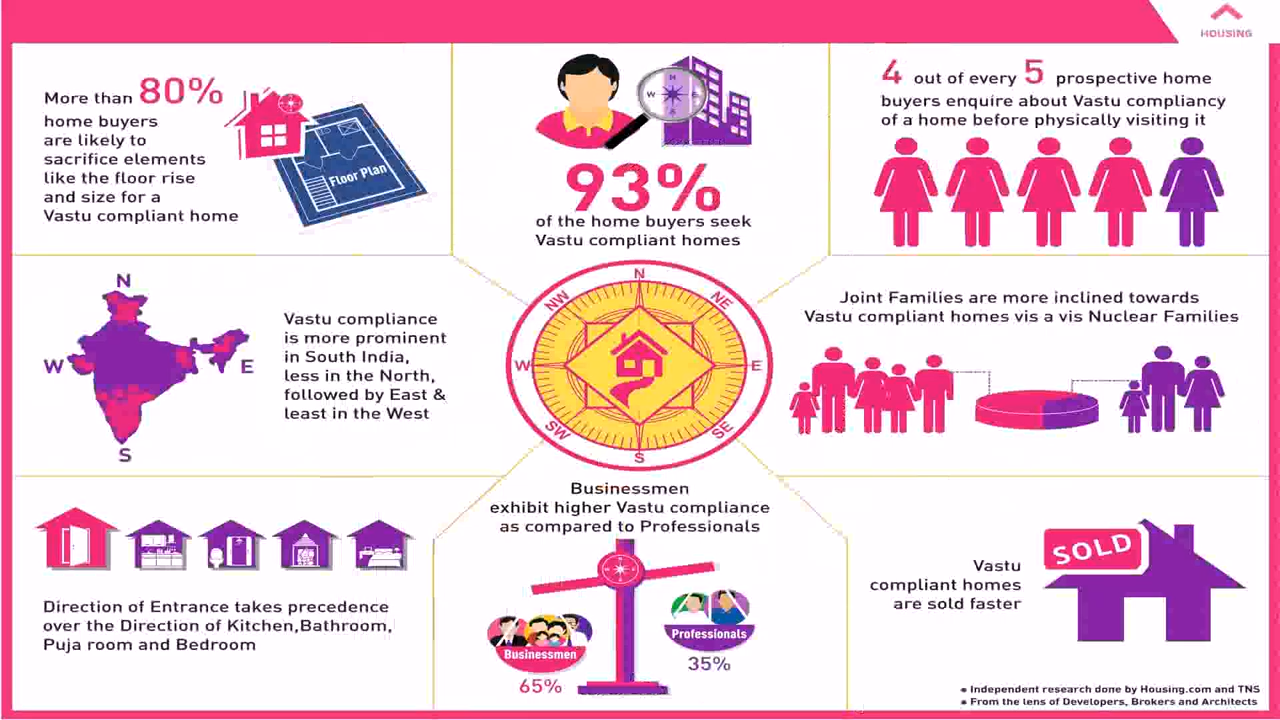 HOUSING
More than 80%
home buyers
are likely to
sacrifice elements
like the floor rise
and size for a
Vastu compliant home
Floor Plan
N
W E
93%
of the home buyers seek
Vastu compliant homes
4 out of every 5 prospective home
buyers enquire about Vastu compliancy
of a home before physically visiting it
N
W E
S
Vastu compliance
is more prominent
in South India,
less in the North,
followed by East &
least in the West
N
NW NE
W E
SW SE
S
Joint Families are more inclined towards
Vastu compliant homes vis a vis Nuclear Families
Direction of Entrance takes precedence
over the Direction of Kitchen,Bathroom,
Puja room and Bedroom
Businessmen
exhibit higher Vastu compliance
as compared to Professionals
Businessmen
65%
Professionals
35%
SOLD
Vastu
compliant homes
are sold faster
• Independent research done by Housing.com and TNS
• From the lens of Developers, Brokers and Architects